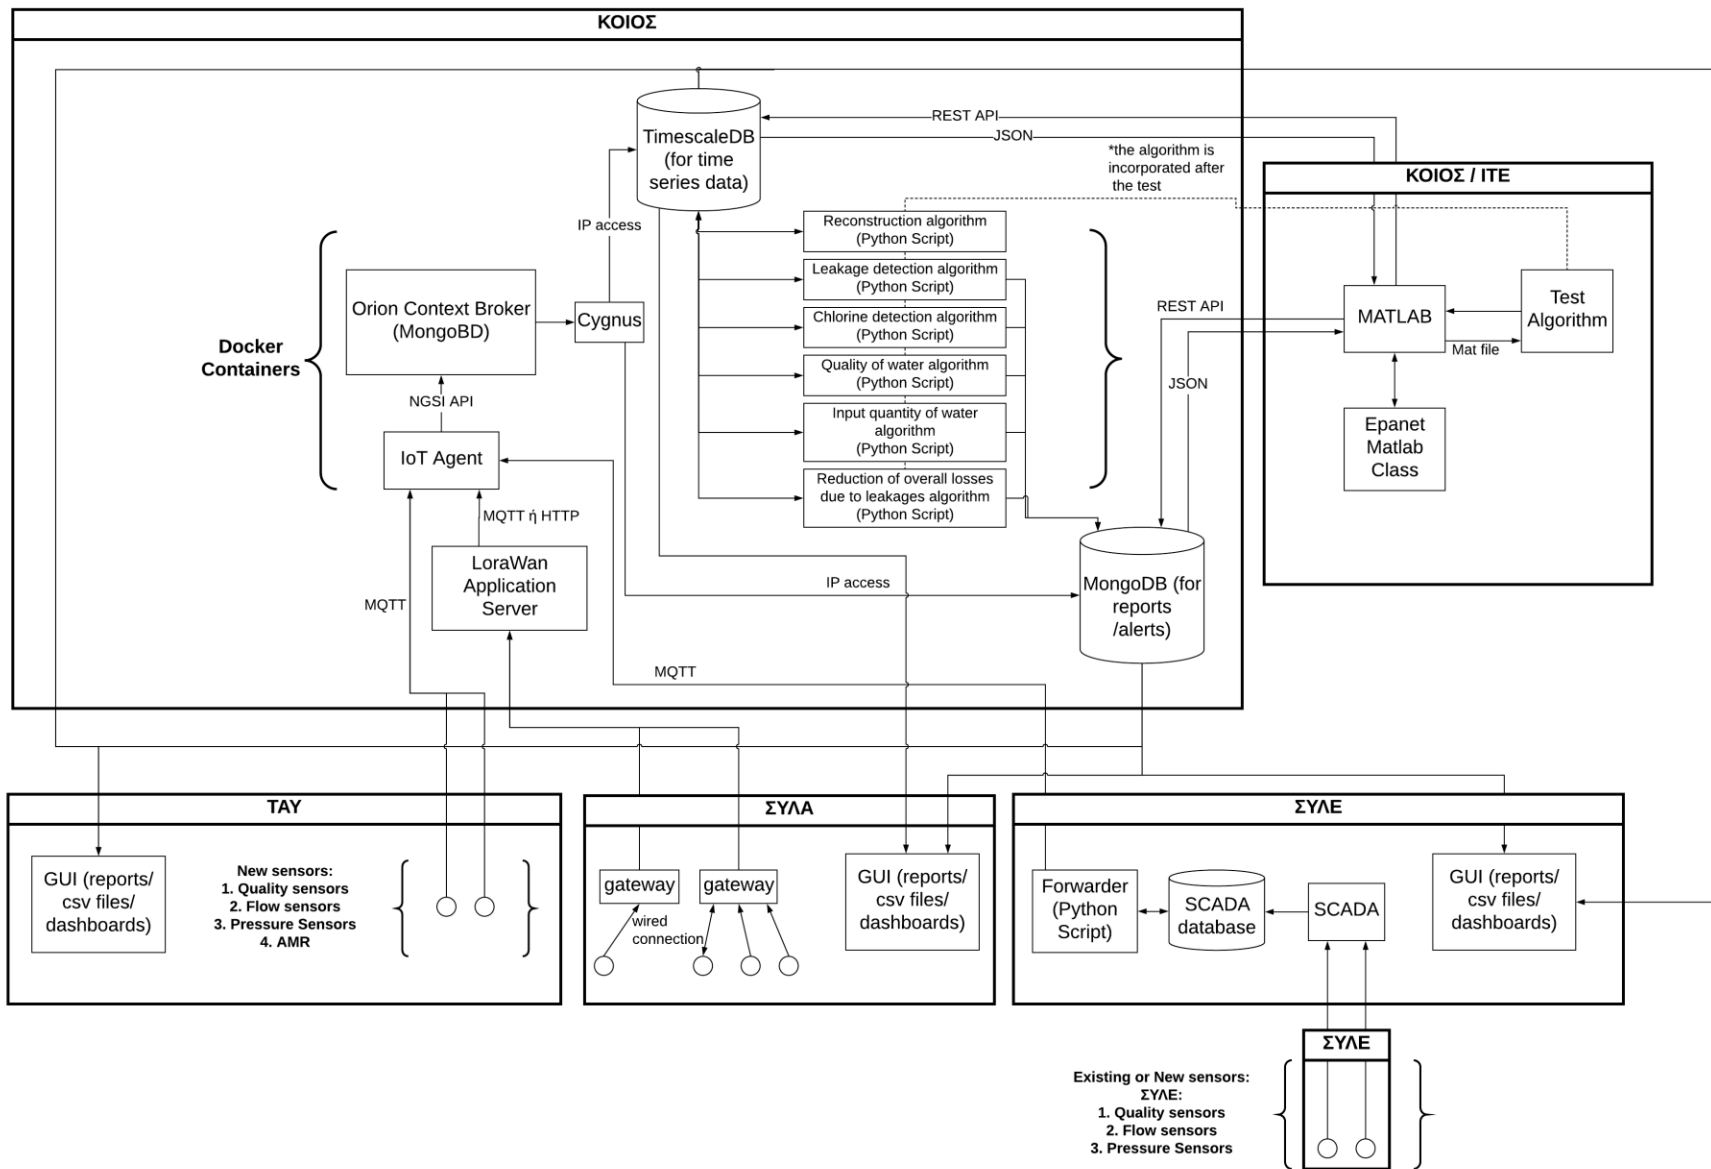 ΚΟΙΟΣ
TimescaleDB
(for time
series data)
REST API
JSON
*the algorithm is
incorporated after
the test
ΚΟΙΟΣ / ΙΤΕ
IP access
Reconstruction algorithm
(Python Script)
Leakage detection algorithm
(Python Script)
Chlorine detection algorithm
(Python Script)
Quality of water algorithm
(Python Script)
Input quantity of water
algorithm
(Python Script)
Reduction of overall losses
due to leakages algorithm
(Python Script)
Docker
Containers
Orion Context Broker
(MongoBD)
Cygnus
NGSI API
IoT Agent
MQTT ή HTTP
LoraWan
Application
Server
MQTT
REST API
JSON
MATLAB
Mat file
Test
Algorithm
Epanet
Matlab
Class
IP access
MongoDB (for
reports
/alerts)
MQTT
ΤΑΥ
GUI (reports/
csv files/
dashboards)
New sensors:
1. Quality sensors
2. Flow sensors
3. Pressure Sensors
4. AMR
ΣΥΛΑ
gateway
gateway
wired
connection
GUI (reports/
csv files/
dashboards)
ΣΥΛΕ
Forwarder
(Python
Script)
SCADA
database
SCADA
GUI (reports/
csv files/
dashboards)
ΣΥΛΕ
Existing or New sensors:
ΣΥΛΕ:
1. Quality sensors
2. Flow sensors
3. Pressure Sensors